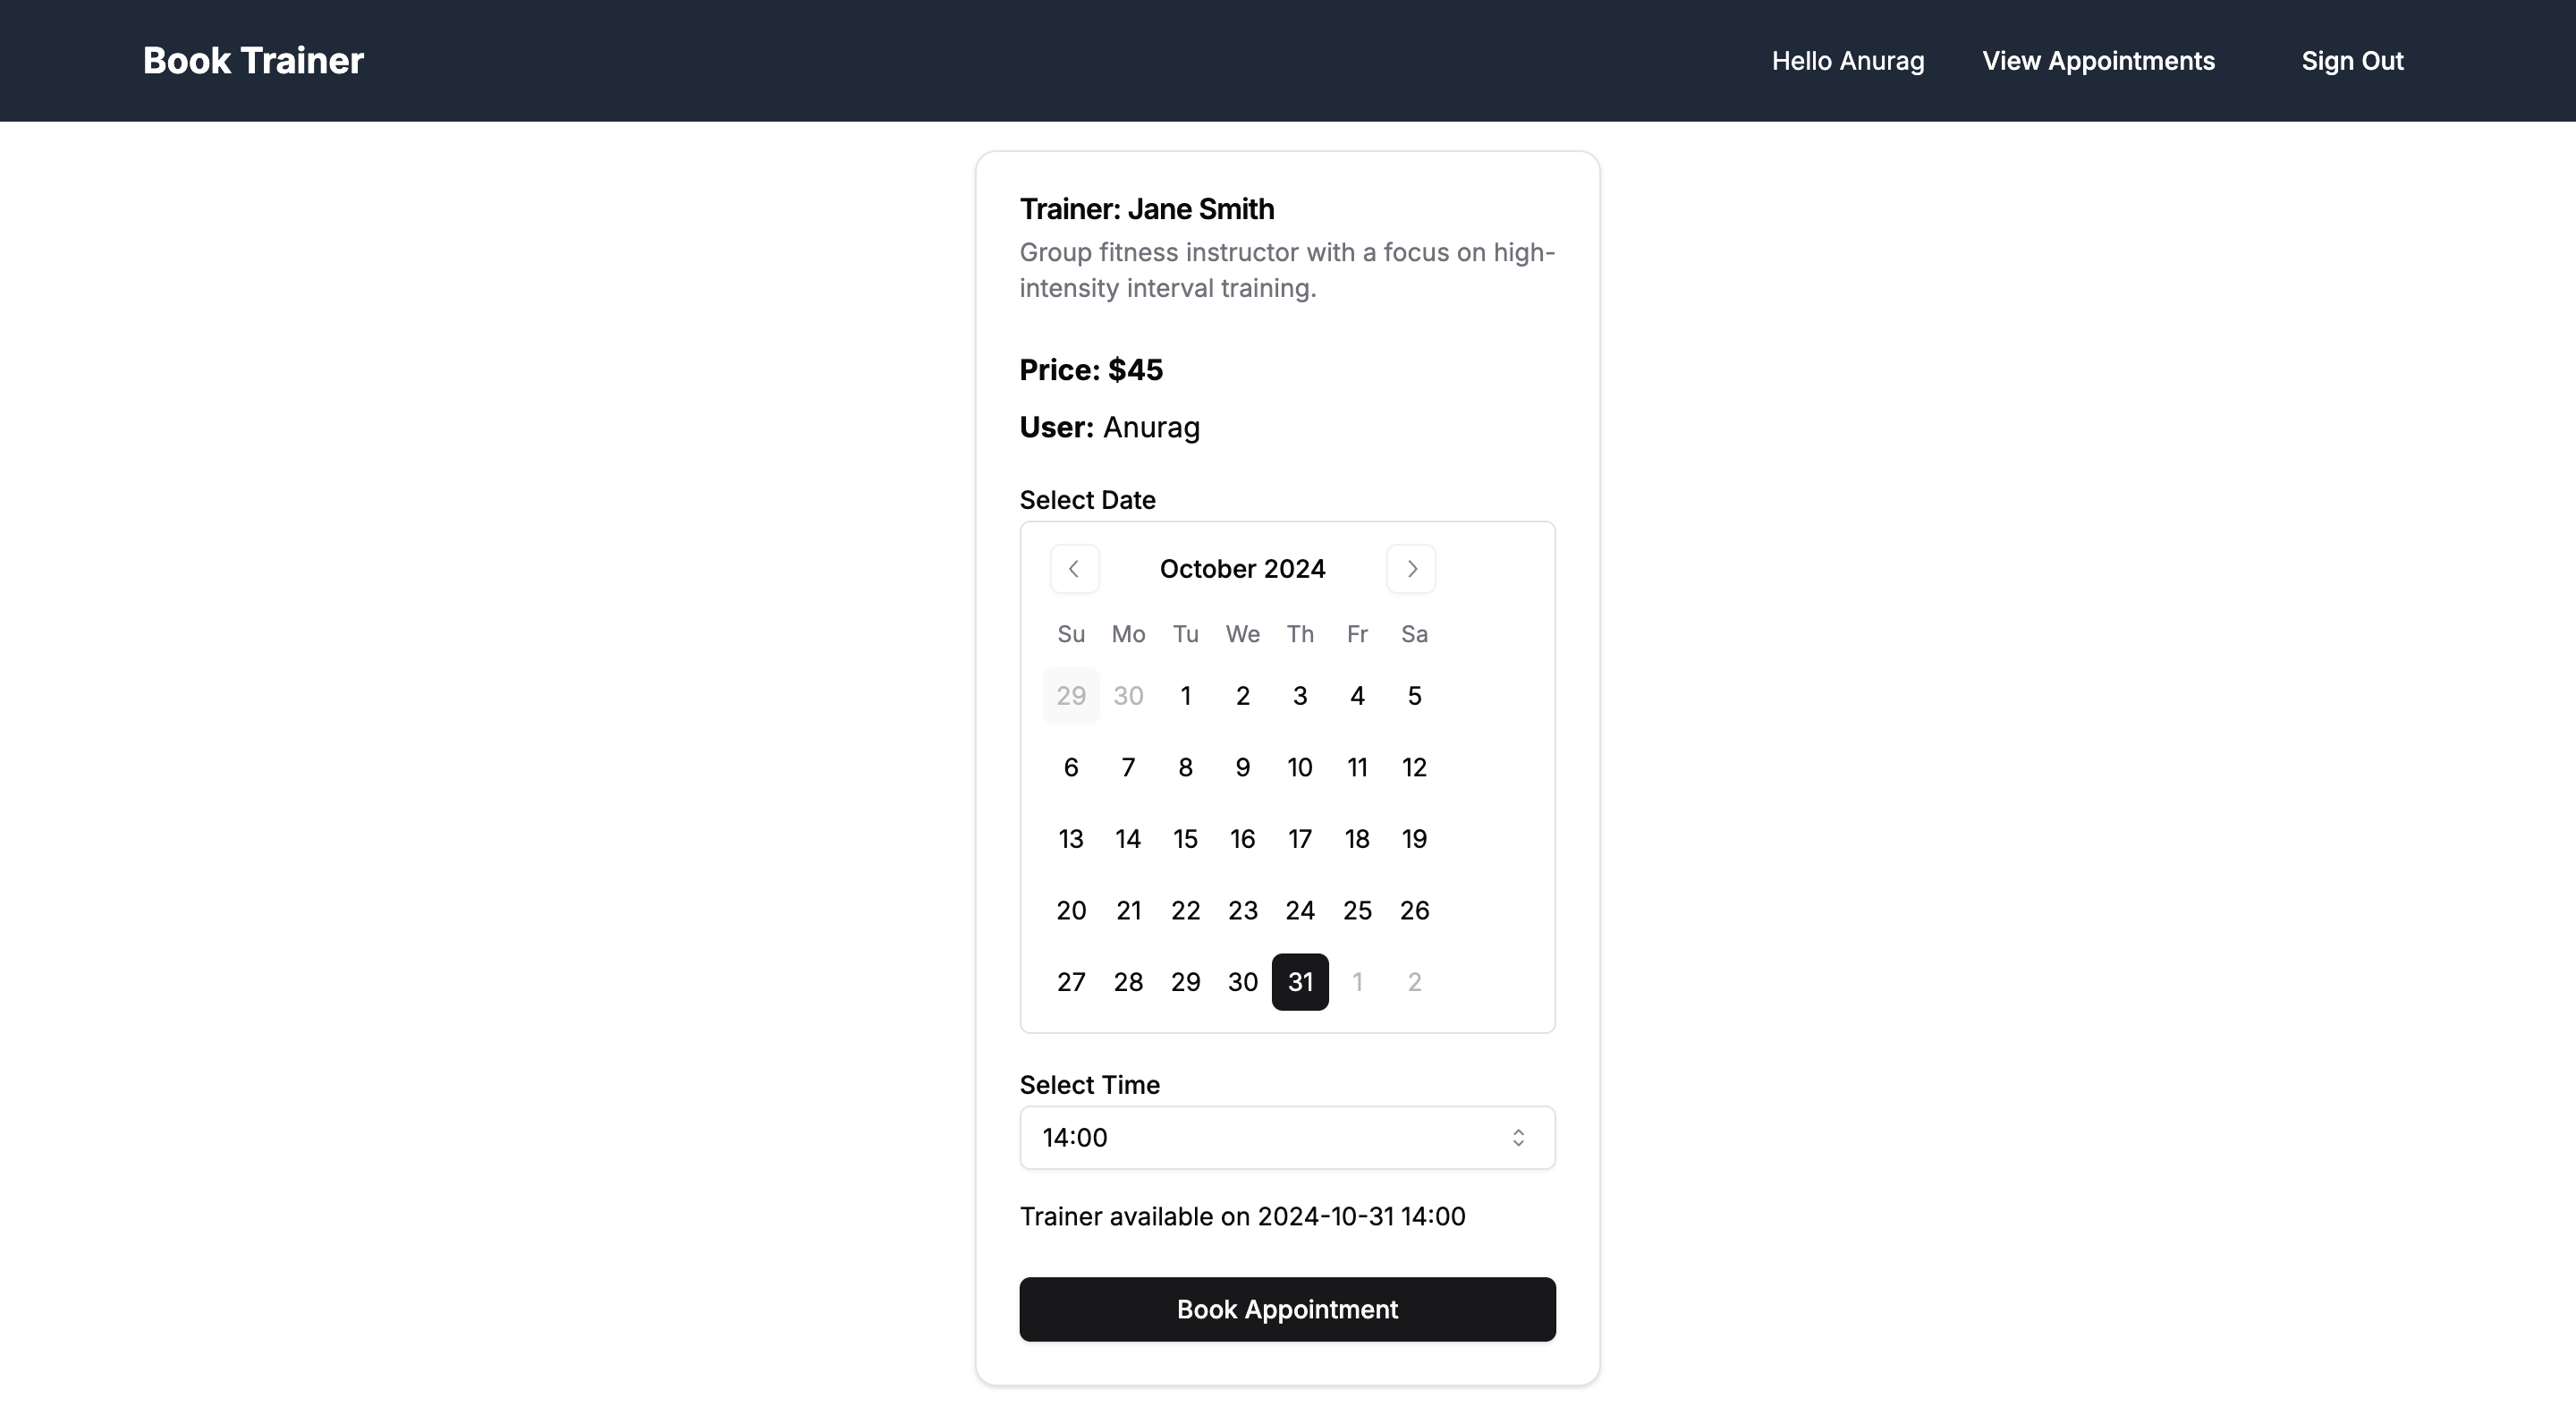 Book Trainer
Hello Anurag
View Appointments
Sign Out
Trainer: Jane Smith
Group fitness instructor with a focus on high-
intensity interval training.
Price: $45
User: Anurag
Select Date
October 2024
Su Mo Tu We Th Fr Sa
29 30 1 2 3 4 5
6 7 8 9 10 11 12
13 14 15 16 17 18 19
20 21 22 23 24 25 26
27 28 29 30 31 1 2
Select Time
14:00
Trainer available on 2024-10-31 14:00
Book Appointment